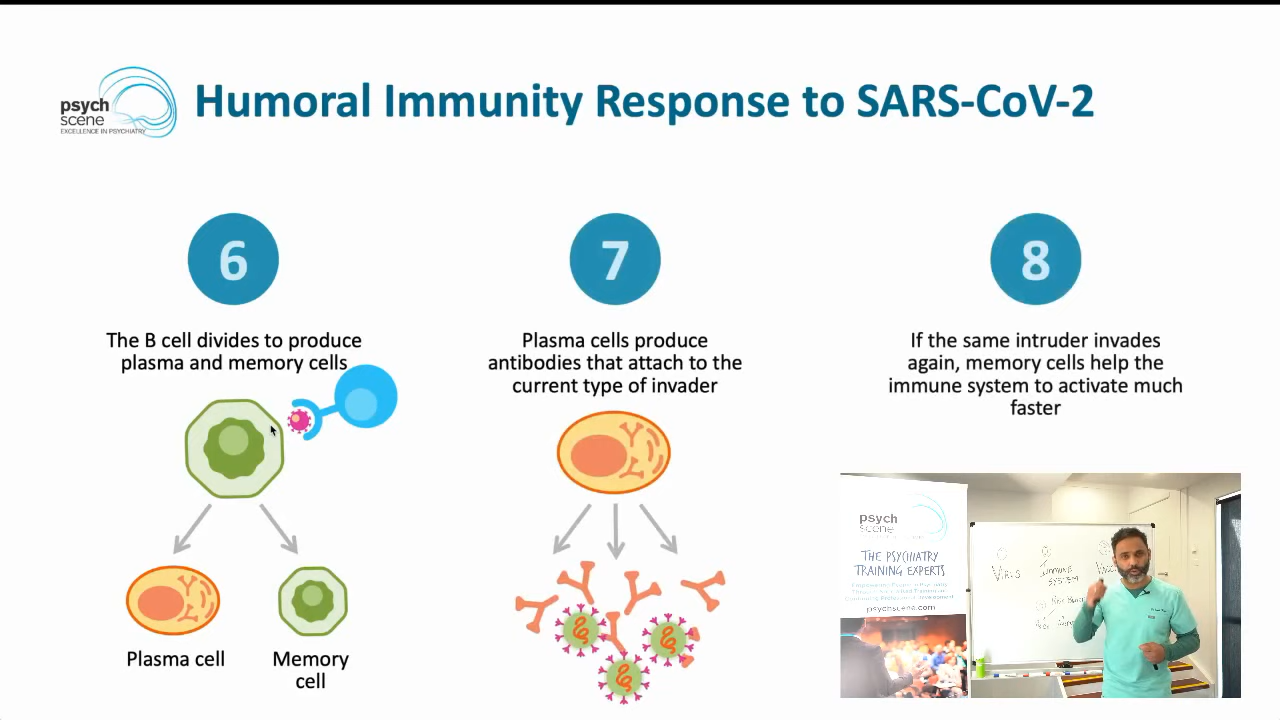 psych
scene
EXCELLENCE IN PSYCHIATRY
Humoral Immunity Response to SARS-CoV-2
6
The B cell divides to produce
plasma and memory cells
Plasma cell
Memory
cell
7
Plasma cells produce
antibodies that attach to the
current type of invader
8
If the same intruder invades
again, memory cells help the
immune system to activate much
faster
psych
scene
THE PSYCHIATRY
TRAINING EXPERTS
psychscene.com
VIRUS
IMMUNE
SYSTEM